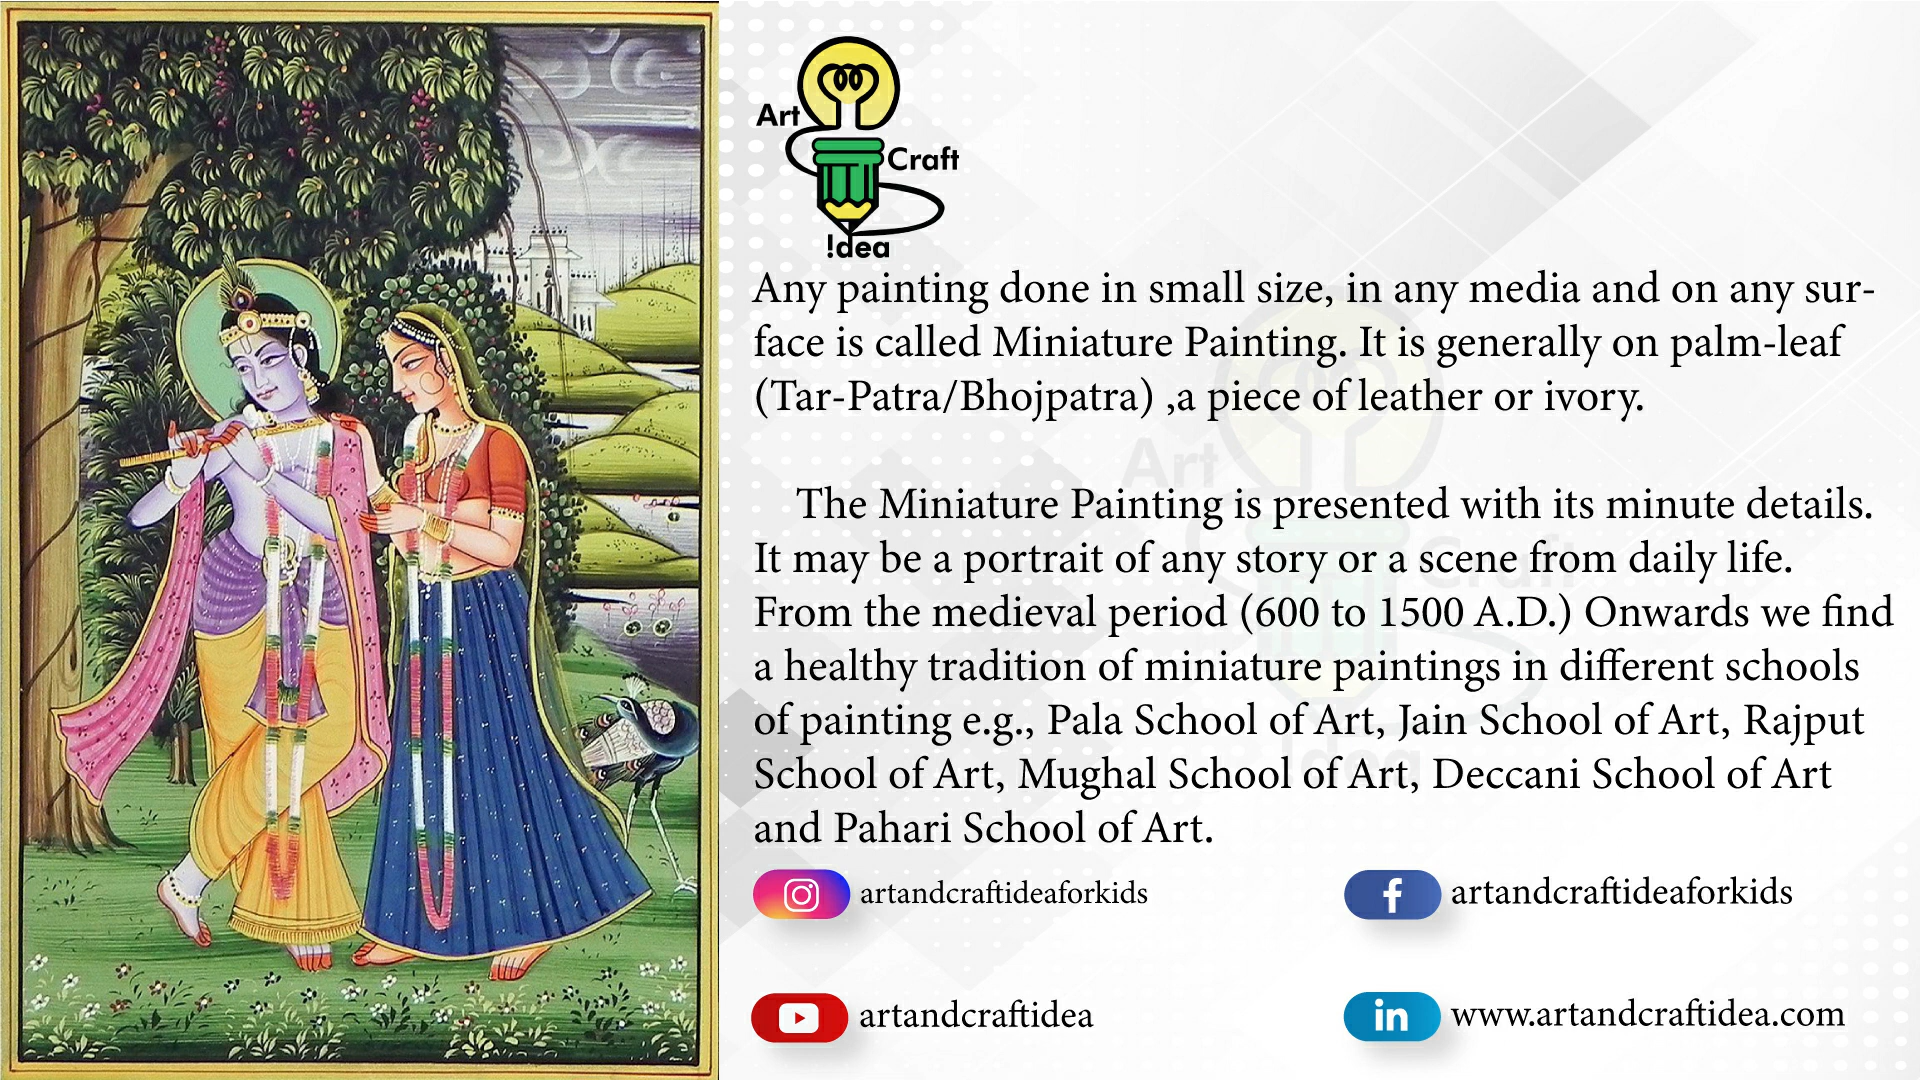 Art
Craft
!dea
Any painting done in small size, in any media and on any sur-
face is called Miniature Painting. It is generally on palm-leaf
(Tar-Patra/Bhojpatra) ,a piece of leather or ivory.
The Miniature Painting is presented with its minute details.
It may be a portrait of any story or a scene from daily life.
From the medieval period (600 to 1500 A.D.) Onwards we find
a healthy tradition of miniature paintings in different schools
of painting e.g., Pala School of Art, Jain School of Art, Rajput
School of Art, Mughal School of Art, Deccani School of Art
and Pahari School of Art.
artandcraftideaforkids
artandcraftideaforkids
artandcraftidea
www.artandcraftidea.com
Art
Craft
!dea